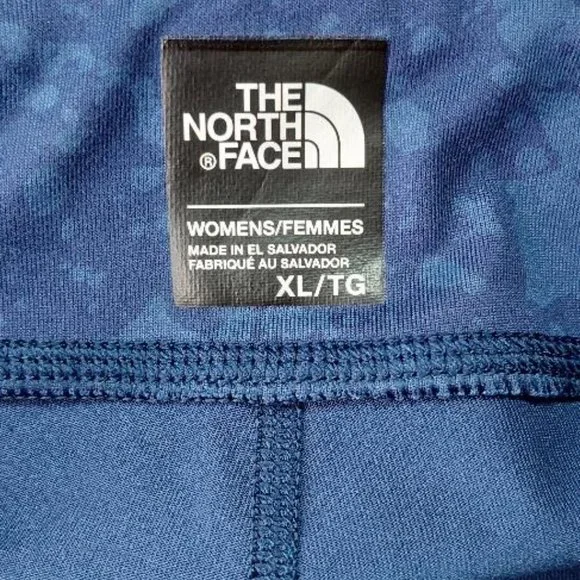 THE
NORTH
® FACE
WOMENS/FEMMES
MADE IN EL SALVADOR
FABRIQUÉ AU SALVADOR
XL/TG